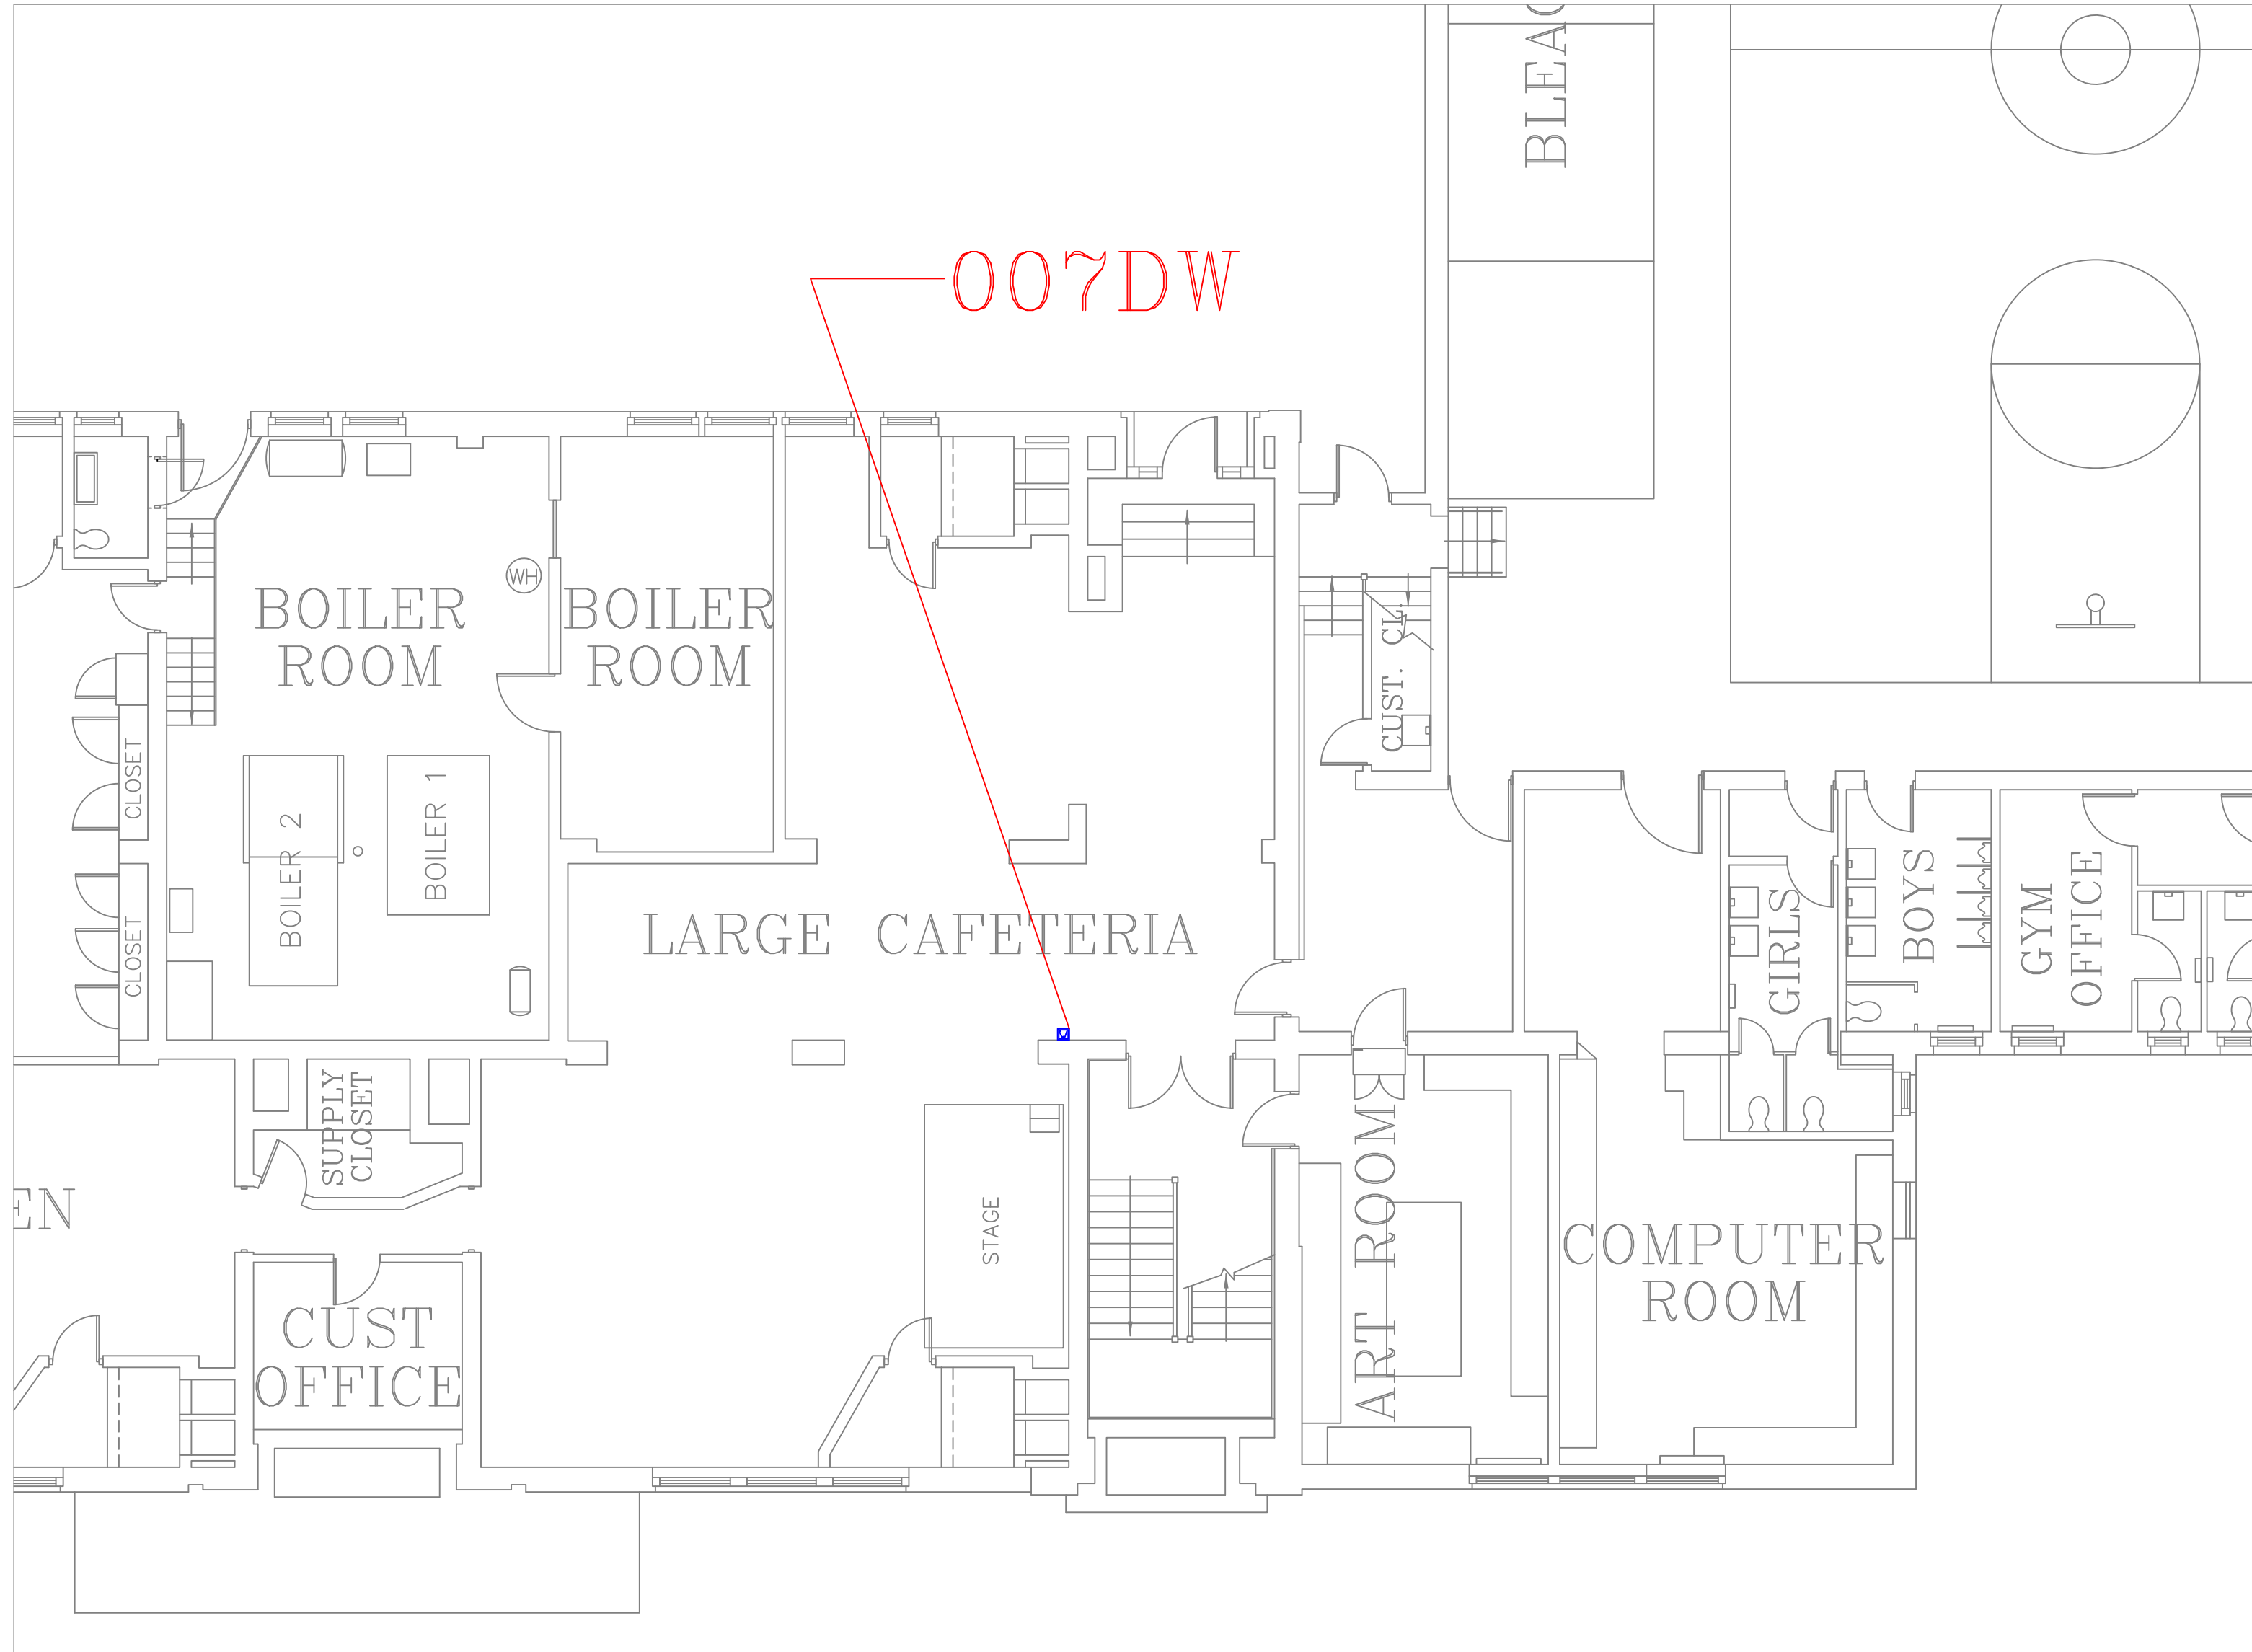 BLEAC
007DW
WH
BOILER
ROOM
BOILER
ROOM
CUST. CL.
CLOSET
BOILER 2
BOILER 1
CLOSET
LARGE CAFETERIA
GIRLS
BOYS
GYM
OFFICE
SUPPLY
CLOSET
EN
STAGE
ART ROOM
COMPUTER
ROOM
CUST
OFFICE